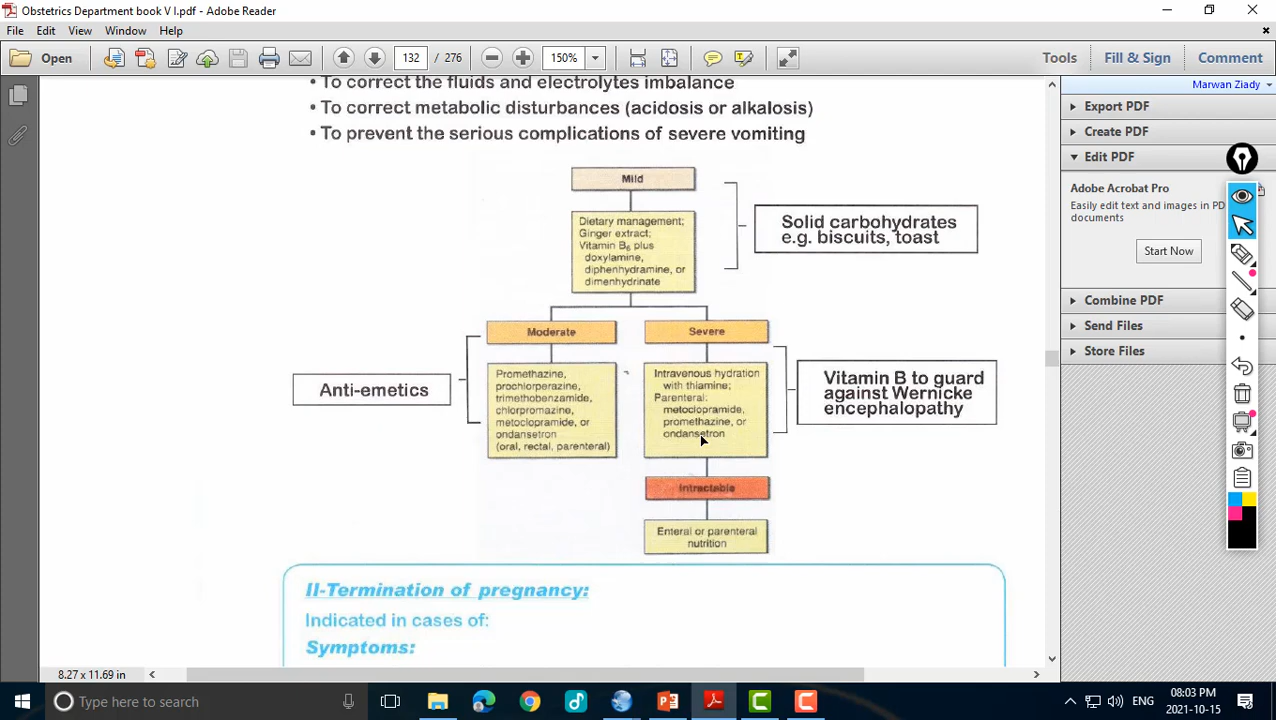 Obstetrics Department book V I.pdf - Adobe Reader
File Edit View Window Help
Open 132 / 276 150% Tools Fill & Sign Comment
Marwan Ziady
• To correct the fluids and electrolytes imbalance
• To correct metabolic disturbances (acidosis or alkalosis)
• To prevent the serious complications of severe vomiting
Mild
Dietary management;
Ginger extract;
Vitamin B₆ plus
doxylamine,
diphenhydramine, or
dimenhydrinate
Solid carbohydrates
e.g. biscuits, toast
Moderate
Promethazine,
prochlorperazine,
trimethobenzamide,
chlorpromazine,
metoclopramide, or
ondansetron
(oral, rectal, parenteral)
Anti-emetics
Severe
Intravenous hydration
with thiamine;
Parenteral:
metoclopramide,
promethazine, or
ondansetron
Vitamin B to guard
against Wernicke
encephalopathy
Intractable
Enteral or parenteral
nutrition
II-Termination of pregnancy:
Indicated in cases of:
Symptoms:
8.27 x 11.69 in
Export PDF
Create PDF
Edit PDF
Adobe Acrobat Pro
Easily edit text and images in PD
documents
Start Now
Combine PDF
Send Files
Store Files
Type here to search
ENG
08:03 PM
2021-10-15